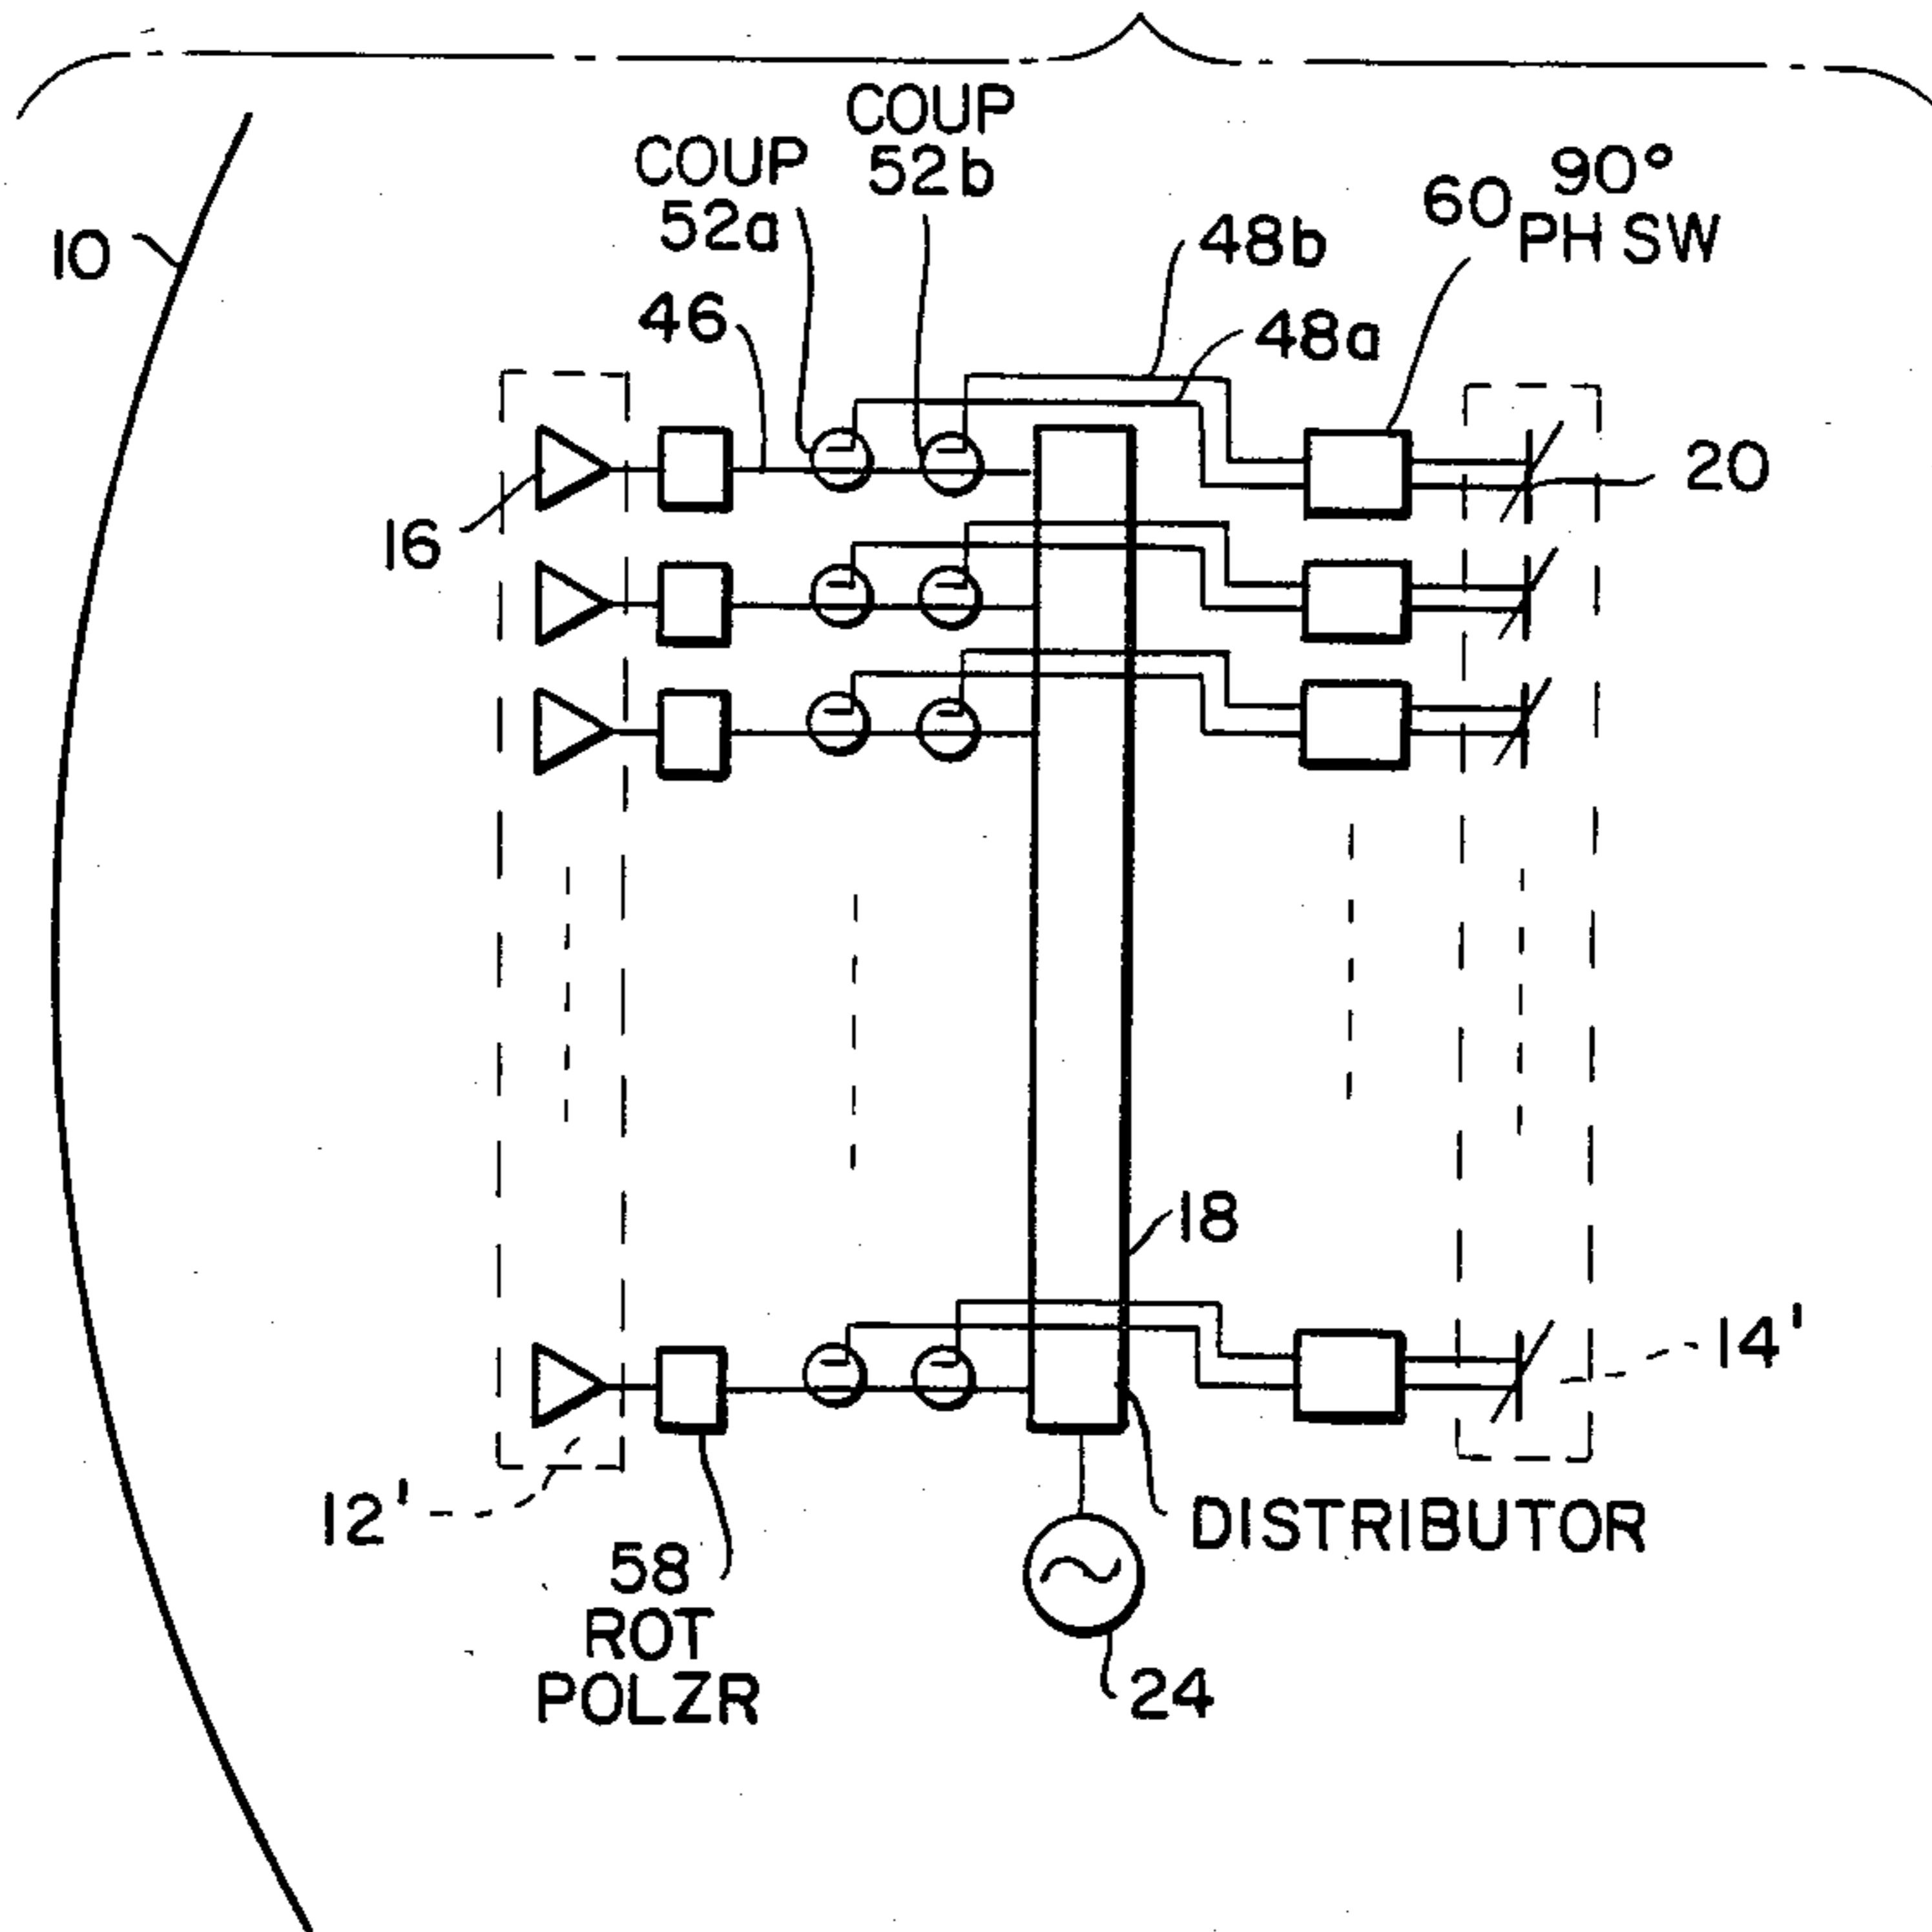 COUP
52b
COUP
52a
90°
60 PH SW
10
48b
46
48a
20
16
18
14'
12'
DISTRIBUTOR
58
ROT
POLZR
24